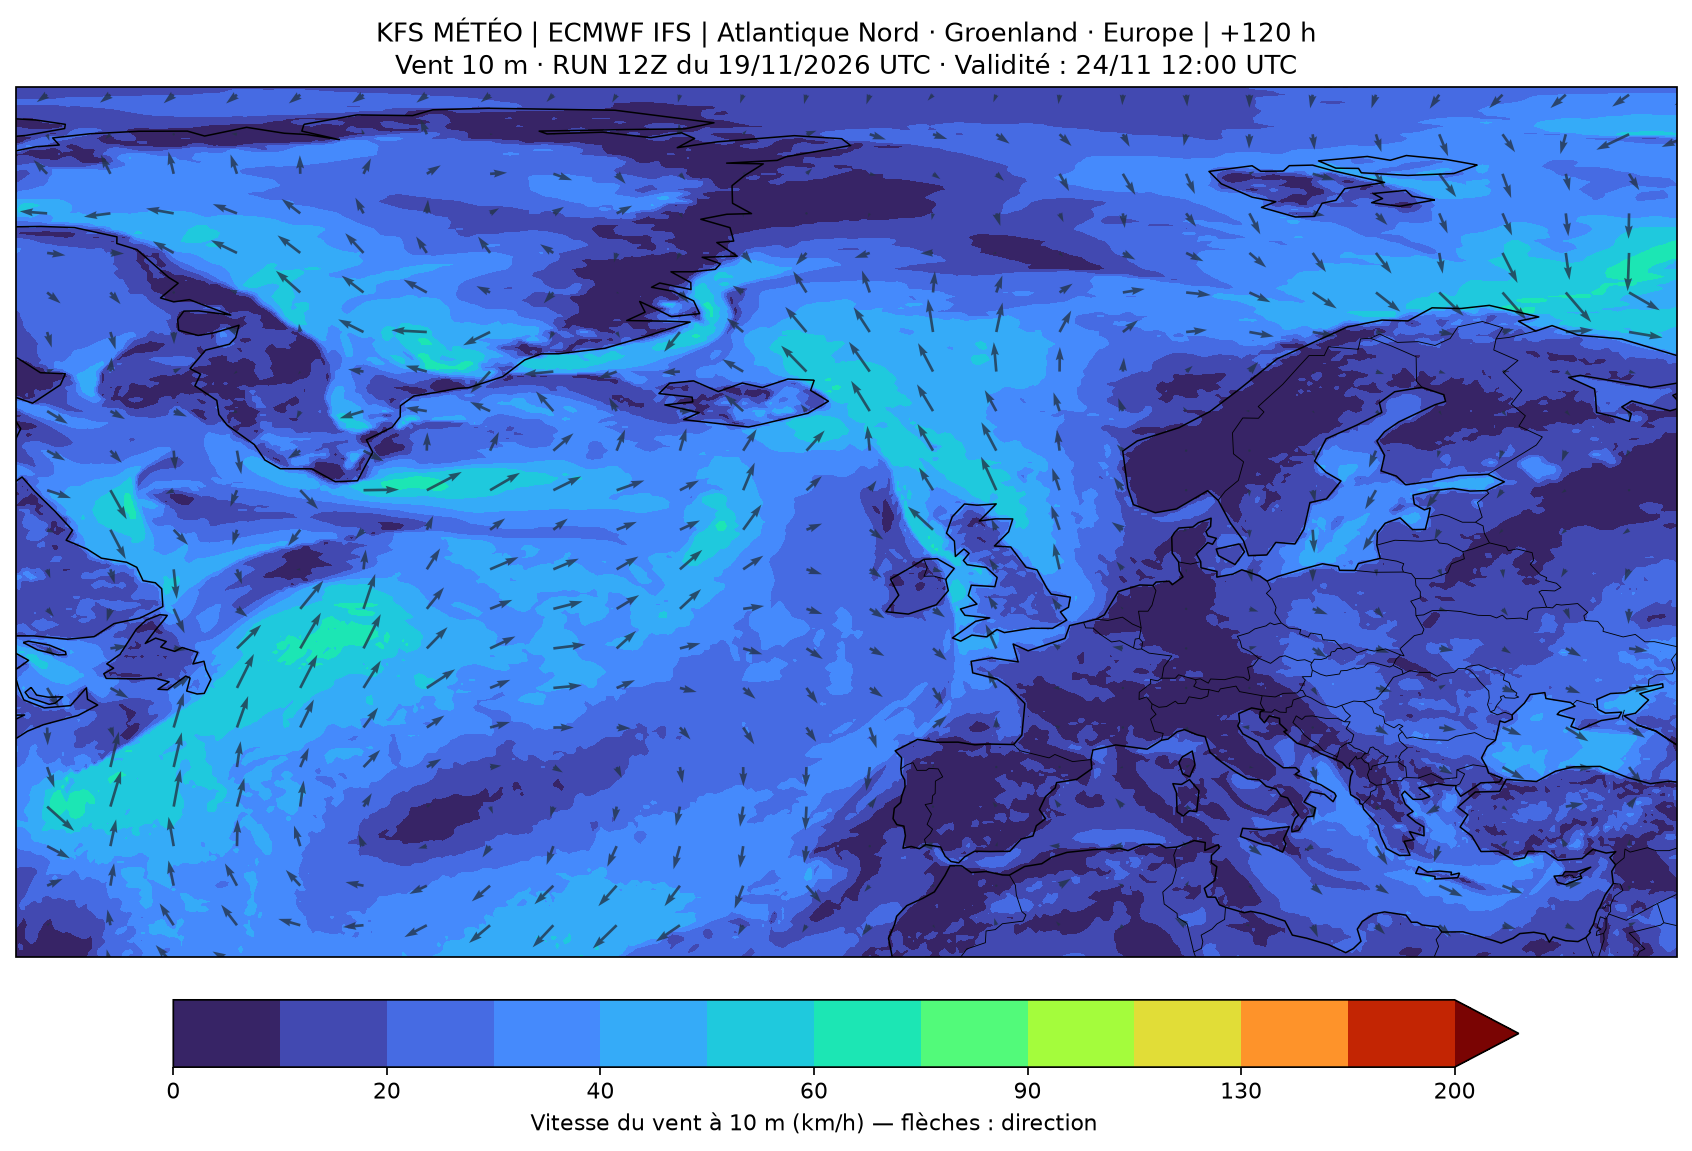 KFS MÉTÉO | ECMWF IFS | Atlantique Nord · Groenland · Europe | +120 h
Vent 10 m · RUN 12Z du 19/11/2026 UTC · Validité : 24/11 12:00 UTC
0 20 40 60 90 130 200
Vitesse du vent à 10 m (km/h) — flèches : direction